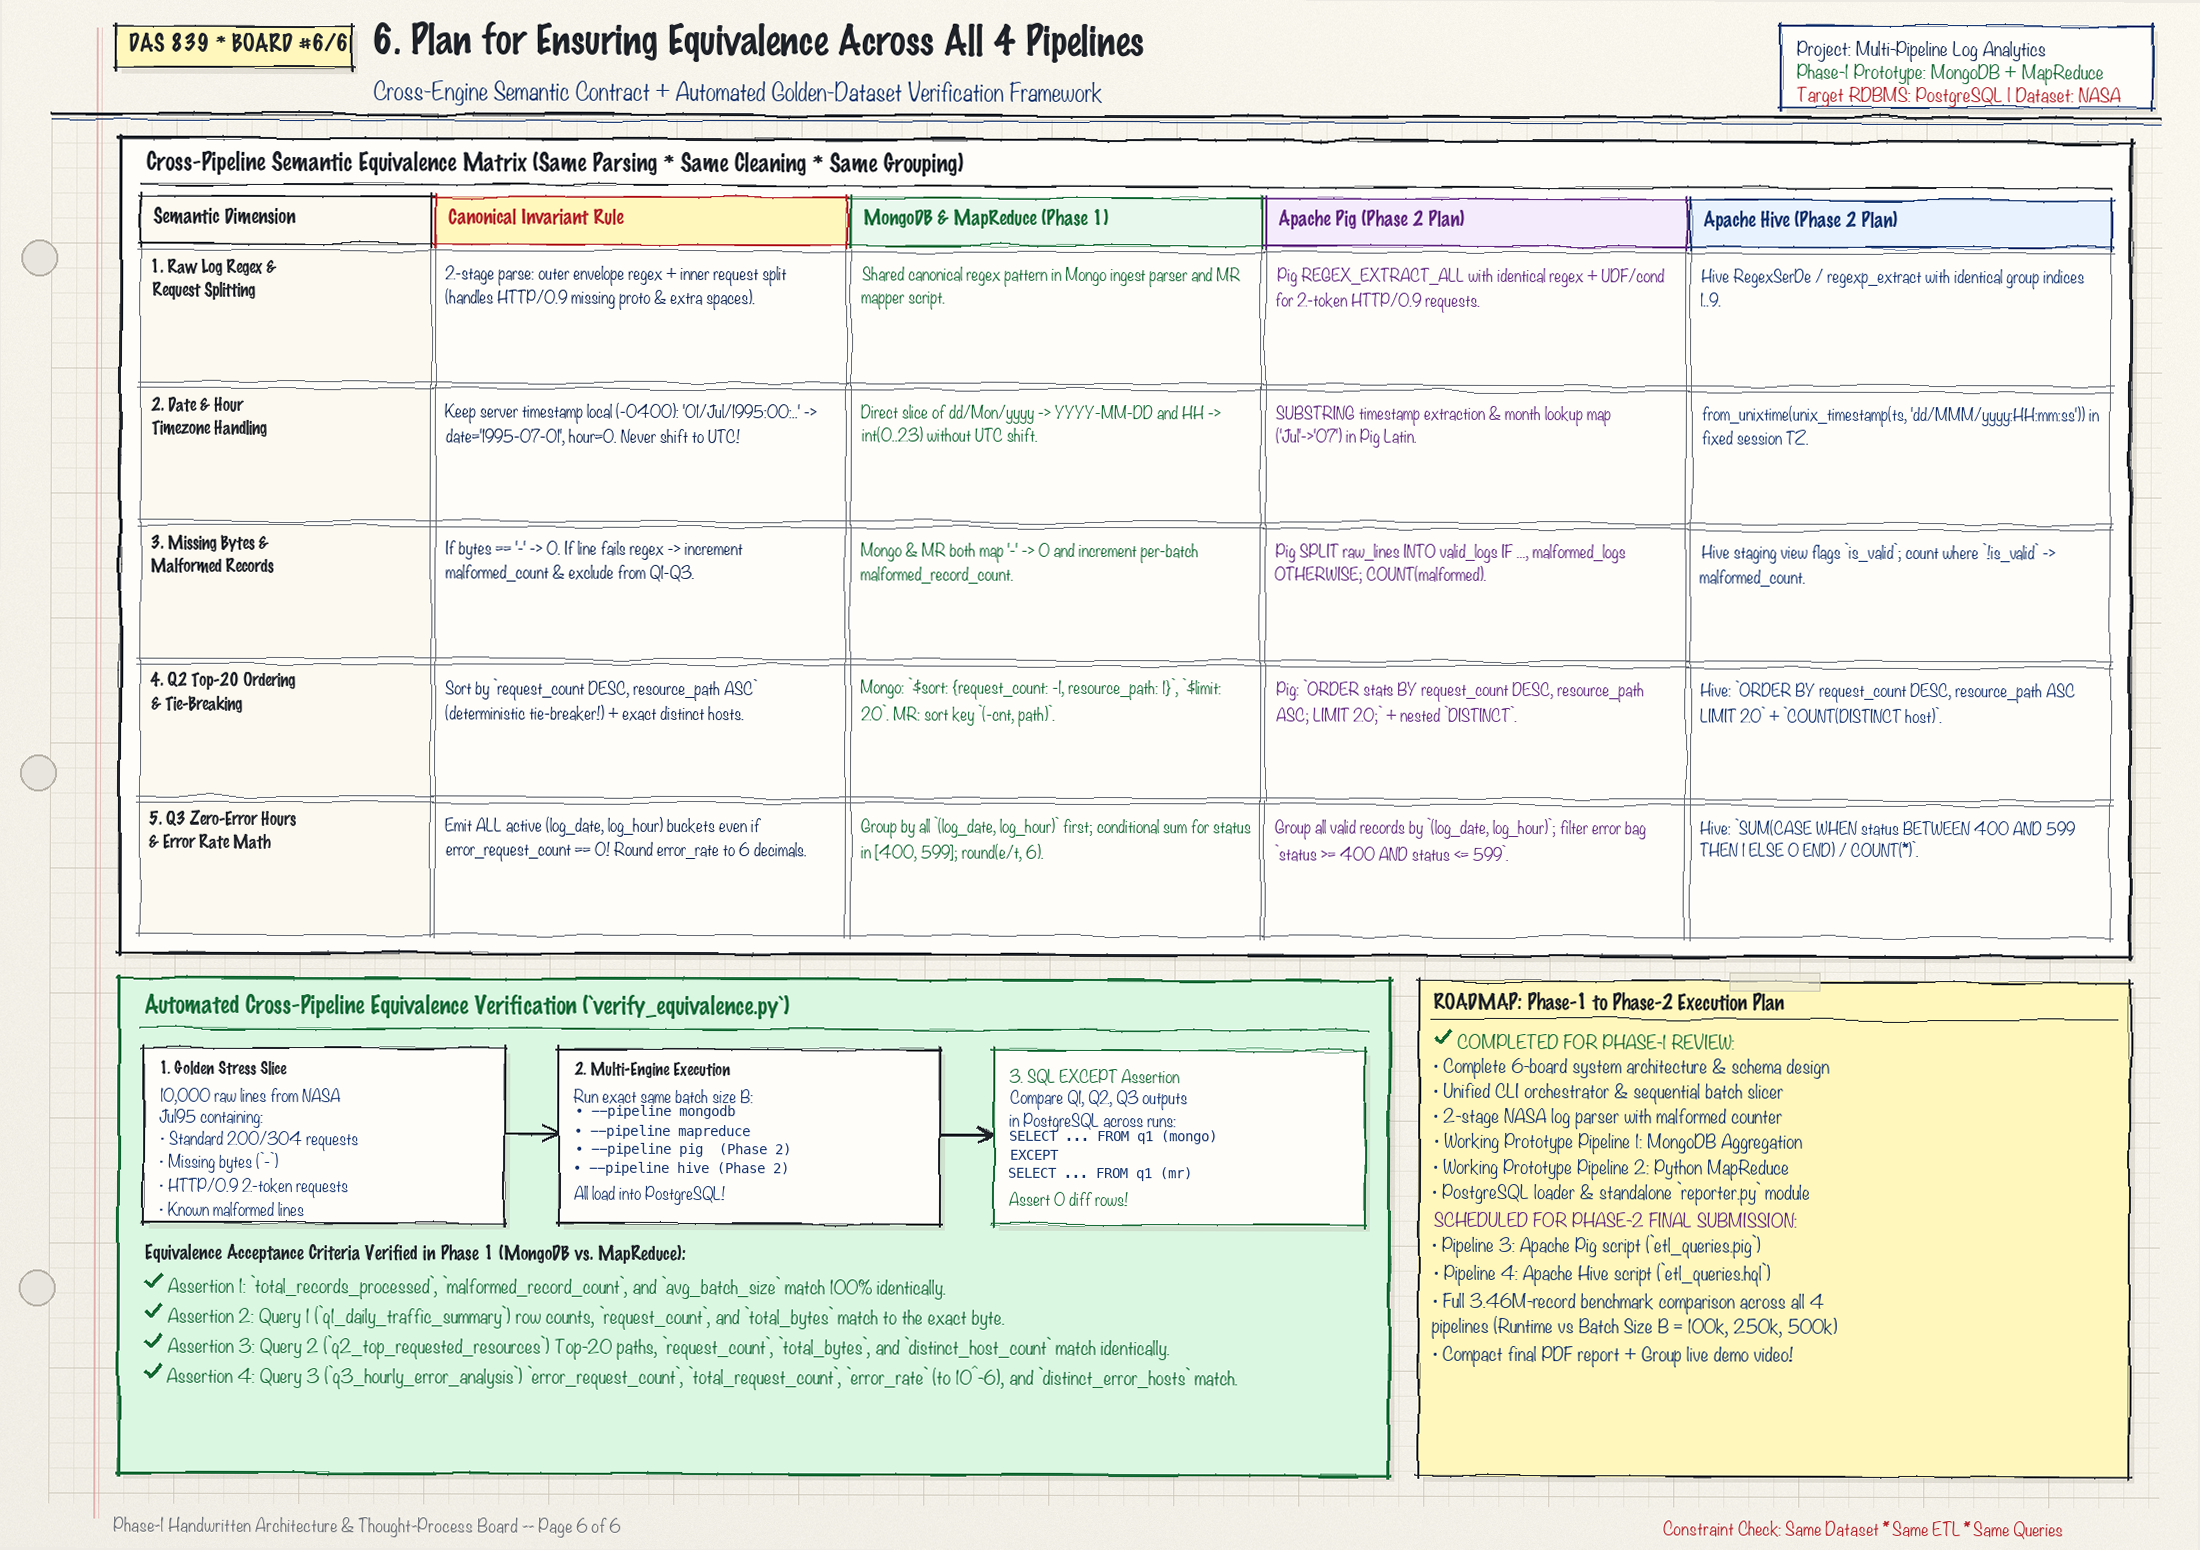 DAS 839 * BOARD #6/6
6. Plan for Ensuring Equivalence Across All 4 Pipelines
Cross-Engine Semantic Contract + Automated Golden-Dataset Verification Framework
Project: Multi-Pipeline Log Analytics
Phase-1 Prototype: MongoDB + MapReduce
Target RDBMS: PostgreSQL | Dataset: NASA
Cross-Pipeline Semantic Equivalence Matrix (Same Parsing * Same Cleaning * Same Grouping)
Semantic Dimension
Canonical Invariant Rule
MongoDB & MapReduce (Phase 1)
Apache Pig (Phase 2 Plan)
Apache Hive (Phase 2 Plan)
1. Raw Log Regex &
Request Splitting
2-stage parse: outer envelope regex + inner request split
(handles HTTP/0.9 missing proto & extra spaces).
Shared canonical regex pattern in Mongo ingest parser and MR
mapper script.
Pig REGEX_EXTRACT_ALL with identical regex + UDF/cond
for 2-token HTTP/0.9 requests.
Hive RegexSerDe / regexp_extract with identical group indices
1..9.
2. Date & Hour
Timezone Handling
Keep server timestamp local (-0400): '01/Jul/1995:00:..' ->
date='1995-07-01', hour=0. Never shift to UTC!
Direct slice of dd/Mon/yyyy -> YYYY-MM-DD and HH ->
int(0..23) without UTC shift.
SUBSTRING timestamp extraction & month lookup map
('Jul'->'07') in Pig Latin.
from_unixtime(unix_timestamp(ts, 'dd/MMM/yyyy:HH:mm:ss')) in
fixed session TZ.
3. Missing Bytes &
Malformed Records
If bytes == '-' -> 0. If line fails regex -> increment
malformed_count & exclude from Q1-Q3.
Mongo & MR both map '-' -> 0 and increment per-batch
malformed_record_count.
Pig SPLIT raw_lines INTO valid_logs IF ..., malformed_logs
OTHERWISE; COUNT(malformed).
Hive staging view flags `is_valid`; count where `!is_valid` ->
malformed_count.
4. Q2 Top-20 Ordering
& Tie-Breaking
Sort by `request_count DESC, resource_path ASC`
(deterministic tie-breaker!) + exact distinct hosts.
Mongo: `$sort: {request_count: -1, resource_path: 1}`, `$limit:
20`. MR: sort key `(-cnt, path)`.
Pig: `ORDER stats BY request_count DESC, resource_path
ASC; LIMIT 20;` + nested `DISTINCT`.
Hive: `ORDER BY request_count DESC, resource_path ASC
LIMIT 20` + `COUNT(DISTINCT host)`.
5. Q3 Zero-Error Hours
& Error Rate Math
Emit ALL active (log_date, log_hour) buckets even if
error_request_count == 0! Round error_rate to 6 decimals.
Group by all `(log_date, log_hour)` first; conditional sum for status
in [400, 599]; round(e/t, 6).
Group all valid records by `(log_date, log_hour)`; filter error bag
`status >= 400 AND status <= 599`.
Hive: `SUM(CASE WHEN status BETWEEN 400 AND 599
THEN 1 ELSE 0 END) / COUNT(*)`.
Automated Cross-Pipeline Equivalence Verification (`verify_equivalence.py`)
1. Golden Stress Slice
10,000 raw lines from NASA
Jul95 containing:
• Standard 200/304 requests
• Missing bytes (`-`)
• HTTP/0.9 2-token requests
• Known malformed lines
2. Multi-Engine Execution
Run exact same batch size B:
• --pipeline mongodb
• --pipeline mapreduce
• --pipeline pig (Phase 2)
• --pipeline hive (Phase 2)
All load into PostgreSQL!
3. SQL EXCEPT Assertion
Compare Q1, Q2, Q3 outputs
in PostgreSQL across runs:
SELECT ... FROM q1 (mongo)
EXCEPT
SELECT ... FROM q1 (mr)
Assert 0 diff rows!
Equivalence Acceptance Criteria Verified in Phase 1 (MongoDB vs. MapReduce):
✔ Assertion 1: `total_records_processed`, `malformed_record_count`, and `avg_batch_size` match 100% identically.
✔ Assertion 2: Query 1 (`q1_daily_traffic_summary`) row counts, `request_count`, and `total_bytes` match to the exact byte.
✔ Assertion 3: Query 2 (`q2_top_requested_resources`) Top-20 paths, `request_count`, `total_bytes`, and `distinct_host_count` match identically.
✔ Assertion 4: Query 3 (`q3_hourly_error_analysis`) `error_request_count`, `total_request_count`, `error_rate` (to 10^-6), and `distinct_error_hosts` match.
ROADMAP: Phase-1 to Phase-2 Execution Plan
✔ COMPLETED FOR PHASE-1 REVIEW:
• Complete 6-board system architecture & schema design
• Unified CLI orchestrator & sequential batch slicer
• 2-stage NASA log parser with malformed counter
• Working Prototype Pipeline 1: MongoDB Aggregation
• Working Prototype Pipeline 2: Python MapReduce
• PostgreSQL loader & standalone `reporter.py` module
SCHEDULED FOR PHASE-2 FINAL SUBMISSION:
• Pipeline 3: Apache Pig script (`etl_queries.pig`)
• Pipeline 4: Apache Hive script (`etl_queries.hql`)
• Full 3.46M-record benchmark comparison across all 4
pipelines (Runtime vs Batch Size B = 100k, 250k, 500k)
• Compact final PDF report + Group live demo video!
Phase-1 Handwritten Architecture & Thought-Process Board -- Page 6 of 6
Constraint Check: Same Dataset * Same ETL * Same Queries